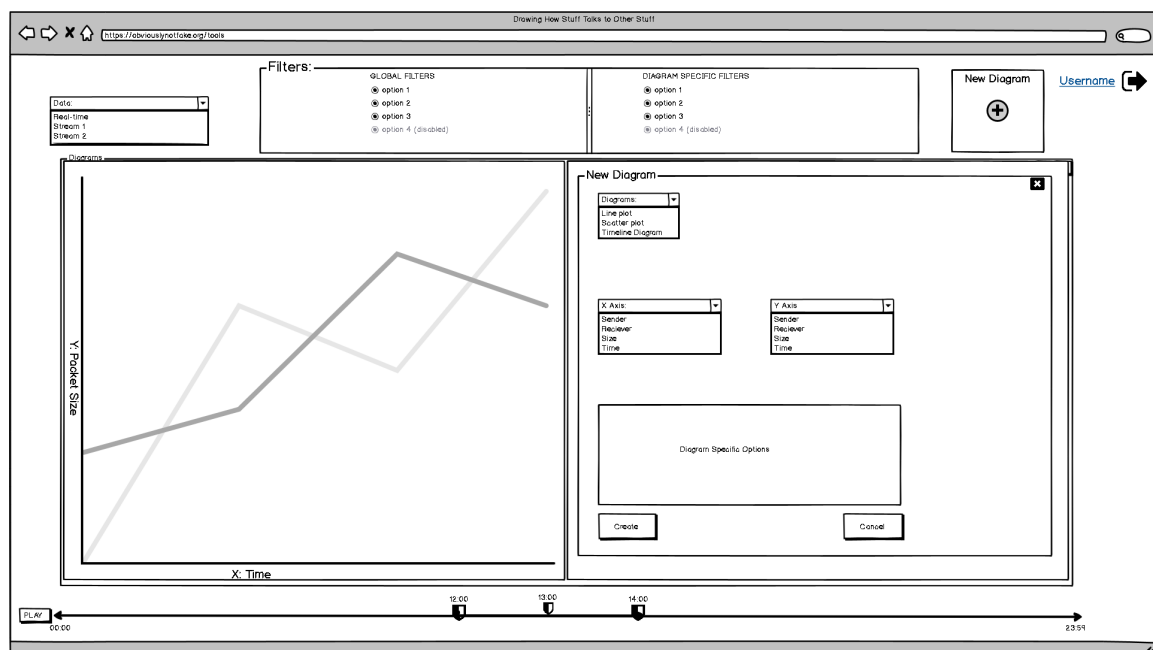 Drawing How Stuff Talks to Other Stuff
https://obviouslynotfake.org/tools
Filters:
GLOBAL FILTERS
option 1
option 2
option 3
option 4 (disabled)
DIAGRAM SPECIFIC FILTERS
option 1
option 2
option 3
option 4 (disabled)
New Diagram
Username
Data:
Real-time
Stream 1
Stream 2
Diagrams
Y: Packet Size
X: Time
New Diagram
Diagrams:
Line plot
Scatter plot
Timeline Diagram
X Axis:
Sender
Reciever
Size
Time
Y Axis
Sender
Reciever
Size
Time
Diagram Specific Options
Create
Cancel
PLAY
00:00
12:00
13:00
14:00
23:59